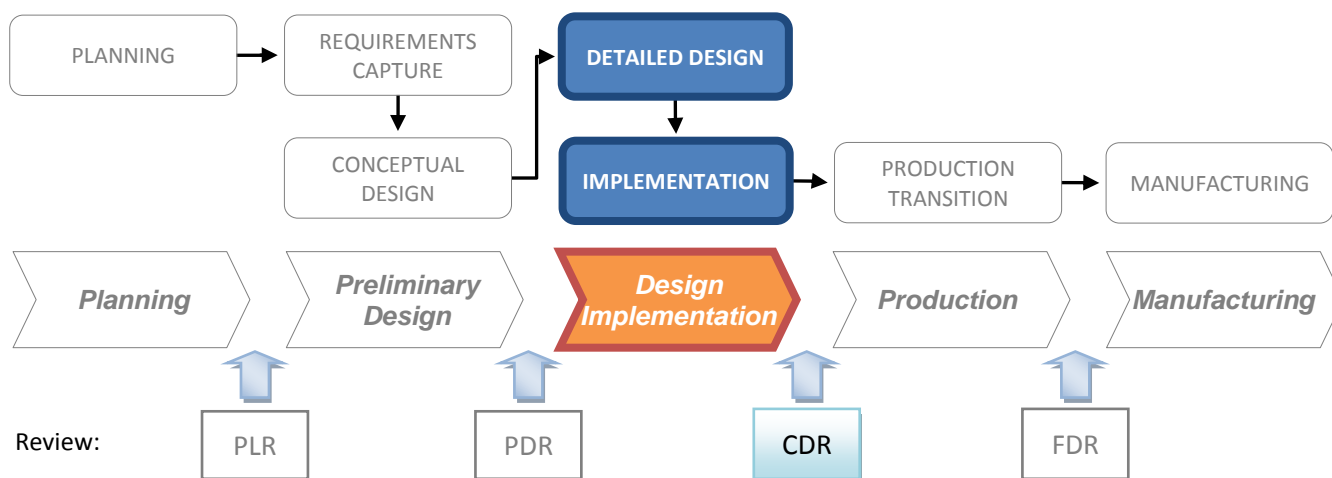 PLANNING
REQUIREMENTS
CAPTURE
DETAILED DESIGN
CONCEPTUAL
DESIGN
IMPLEMENTATION
PRODUCTION
TRANSITION
MANUFACTURING
Planning
Preliminary
Design
Design
Implementation
Production
Manufacturing
Review:
PLR
PDR
CDR
FDR